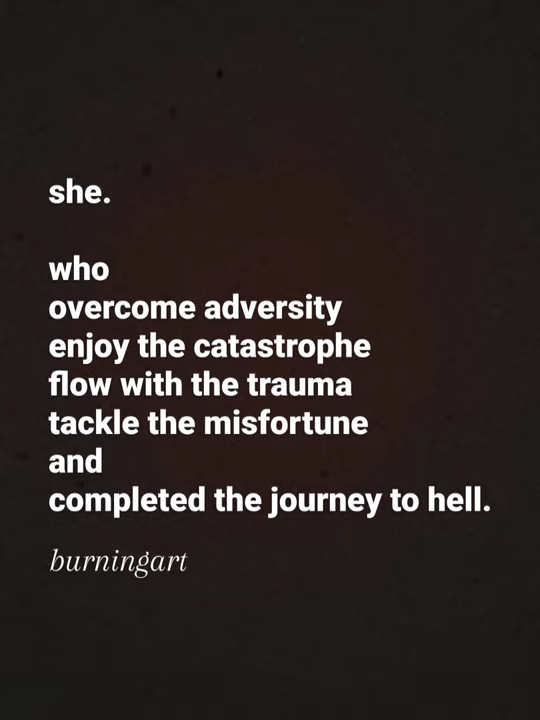 she.
who
overcome adversity
enjoy the catastrophe
flow with the trauma
tackle the misfortune
and
completed the journey to hell.
burningart